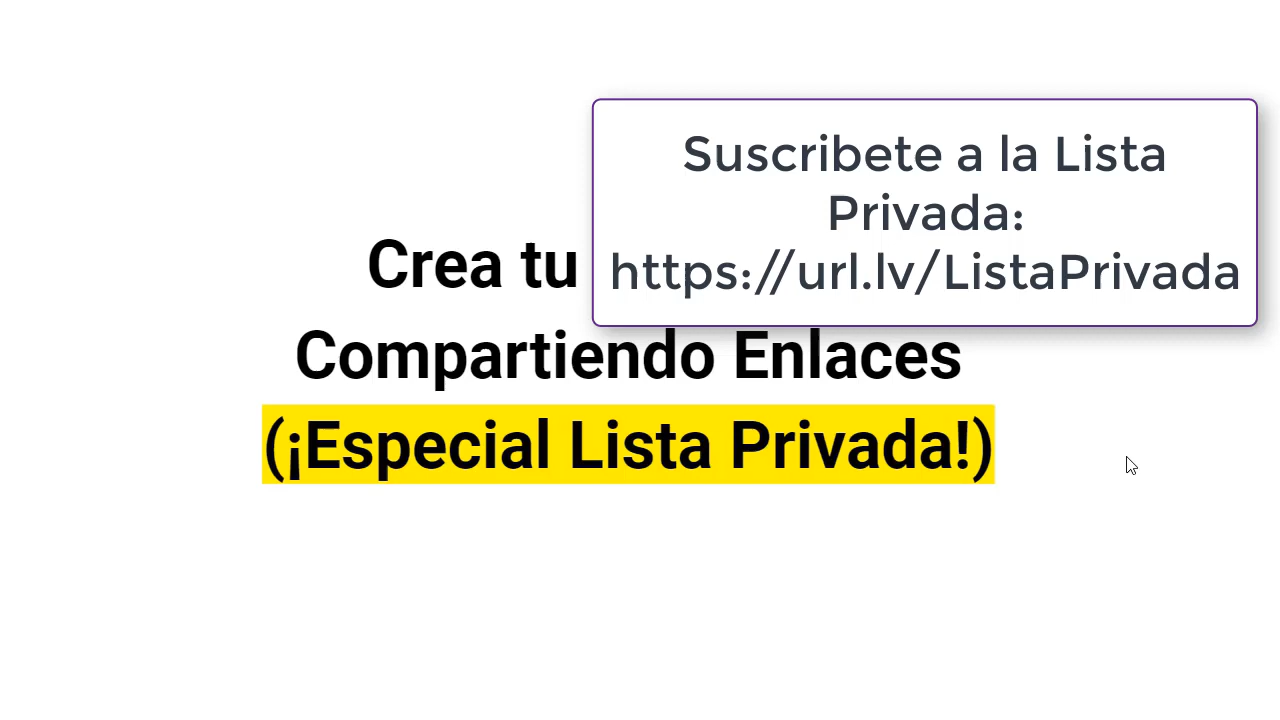 Suscribete a la Lista
Privada:
https://url.lv/ListaPrivada
Crea tu
Compartiendo Enlaces
(¡Especial Lista Privada!)